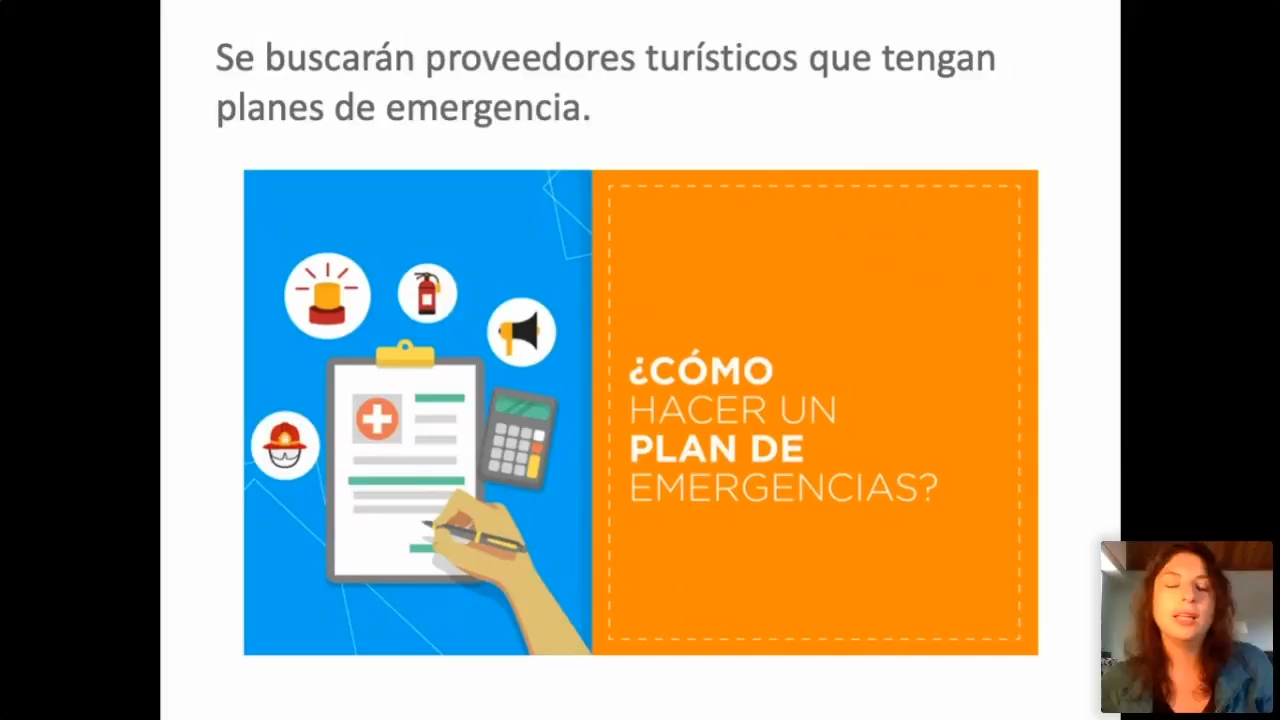 Se buscarán proveedores turísticos que tengan
planes de emergencia.
¿CÓMO
HACER UN
PLAN DE
EMERGENCIAS?